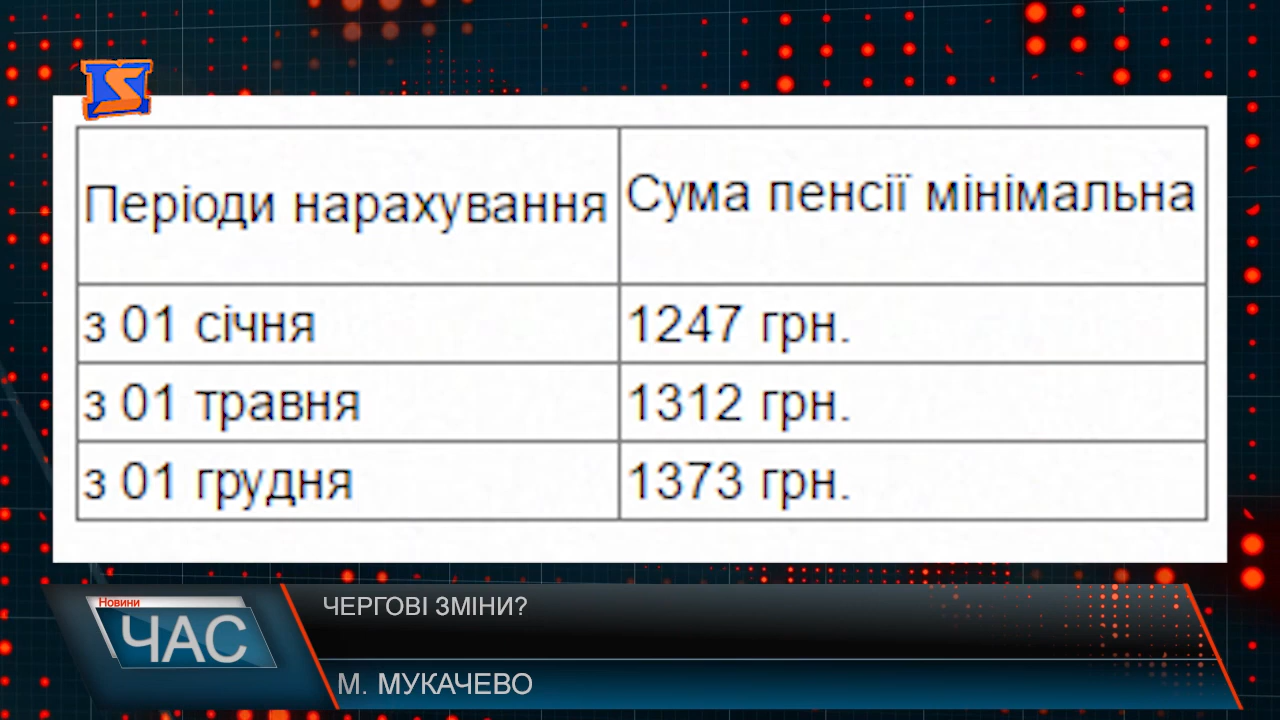 Періоди нарахування
Сума пенсії мінімальна
з 01 січня
1247 грн.
з 01 травня
1312 грн.
з 01 грудня
1373 грн.
Новини
ЧАС
ЧЕРГОВІ ЗМІНИ?
М. МУКАЧЕВО